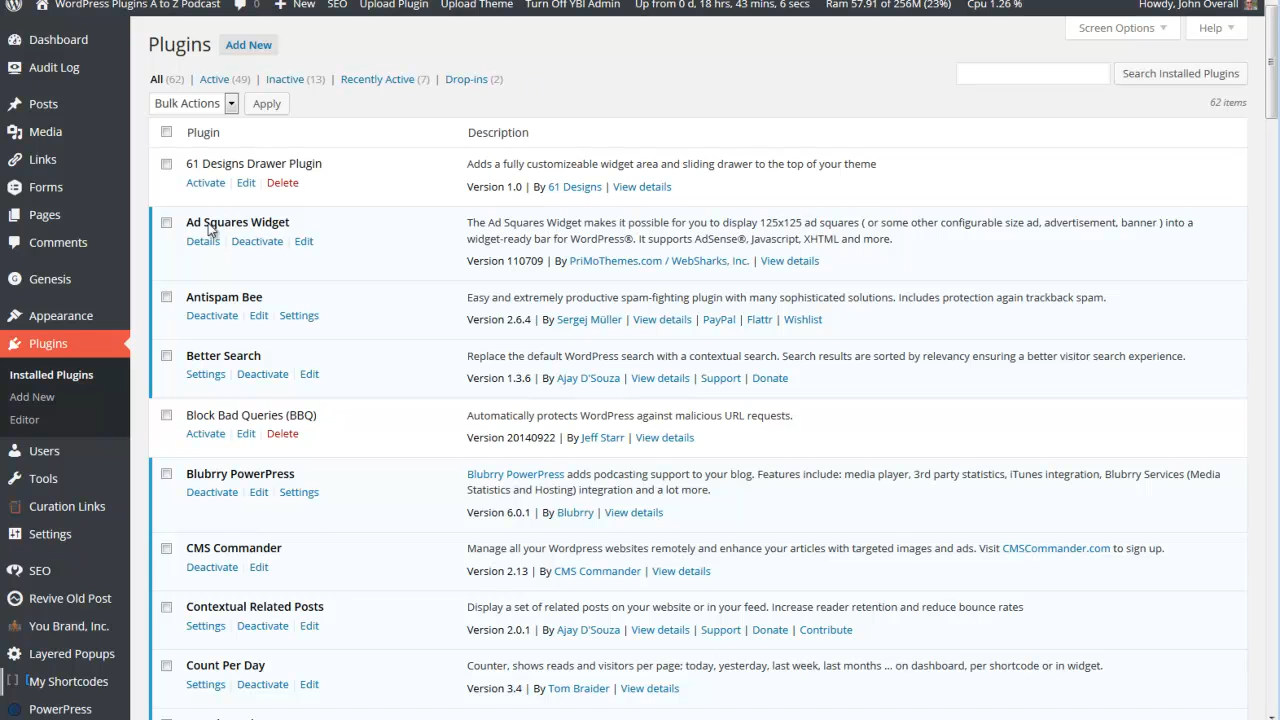 WordPress Plugins A to Z Podcast 0 New SEO Upload Plugin Upload Theme Turn Off YBI Admin Up from 0 d, 18 hrs, 43 mins, 6 secs Ram 57.91 of 256M (23%) Cpu 1.26 % Howdy, John Overall
Dashboard
Audit Log
Posts
Media
Links
Forms
Pages
Comments
Genesis
Appearance
Plugins
Installed Plugins
Add New
Editor
Users
Tools
Curation Links
Settings
SEO
Revive Old Post
You Brand, Inc.
Layered Popups
My Shortcodes
PowerPress
Screen Options Help
Plugins Add New
All (62) | Active (49) | Inactive (13) | Recently Active (7) | Drop-ins (2)
Search Installed Plugins
Bulk Actions Apply
62 items
Plugin Description
61 Designs Drawer Plugin
Activate | Edit | Delete
Adds a fully customizeable widget area and sliding drawer to the top of your theme
Version 1.0 | By 61 Designs | View details
Ad Squares Widget
Details | Deactivate | Edit
The Ad Squares Widget makes it possible for you to display 125x125 ad squares ( or some other configurable size ad, advertisement, banner ) into a
widget-ready bar for WordPress®. It supports AdSense®, Javascript, XHTML and more.
Version 110709 | By PriMoThemes.com / WebSharks, Inc. | View details
Antispam Bee
Deactivate | Edit | Settings
Easy and extremely productive spam-fighting plugin with many sophisticated solutions. Includes protection again trackback spam.
Version 2.6.4 | By Sergej Müller | View details | PayPal | Flattr | Wishlist
Better Search
Settings | Deactivate | Edit
Replace the default WordPress search with a contextual search. Search results are sorted by relevancy ensuring a better visitor search experience.
Version 1.3.6 | By Ajay D'Souza | View details | Support | Donate
Block Bad Queries (BBQ)
Activate | Edit | Delete
Automatically protects WordPress against malicious URL requests.
Version 20140922 | By Jeff Starr | View details
Blubrry PowerPress
Deactivate | Edit | Settings
Blubrry PowerPress adds podcasting support to your blog. Features include: media player, 3rd party statistics, iTunes integration, Blubrry Services (Media
Statistics and Hosting) integration and a lot more.
Version 6.0.1 | By Blubrry | View details
CMS Commander
Deactivate | Edit
Manage all your Wordpress websites remotely and enhance your articles with targeted images and ads. Visit CMSCommander.com to sign up.
Version 2.13 | By CMS Commander | View details
Contextual Related Posts
Settings | Deactivate | Edit
Display a set of related posts on your website or in your feed. Increase reader retention and reduce bounce rates
Version 2.0.1 | By Ajay D'Souza | View details | Support | Donate | Contribute
Count Per Day
Settings | Deactivate | Edit
Counter, shows reads and visitors per page; today, yesterday, last week, last months ... on dashboard, per shortcode or in widget.
Version 3.4 | By Tom Braider | View details